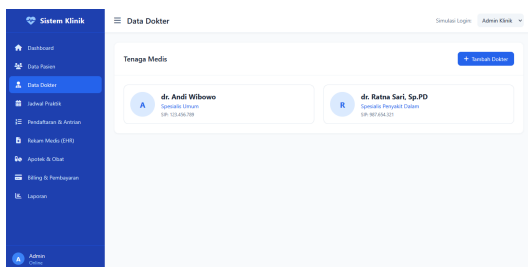 Sistem Klinik
Data Dokter
Simulasi Login:
Admin Klinik
Dashboard
Data Pasien
Data Dokter
Jadwal Praktik
Pendaftaran & Antrian
Rekam Medis (EHR)
Apotek & Obat
Billing & Pembayaran
Laporan
Tenaga Medis
+ Tambah Dokter
A
dr. Andi Wibowo
Spesialis Umum
SIP: 123.456.789
R
dr. Ratna Sari, Sp.PD
Spesialis Penyakit Dalam
SIP: 987.654.321
A
Admin
Online